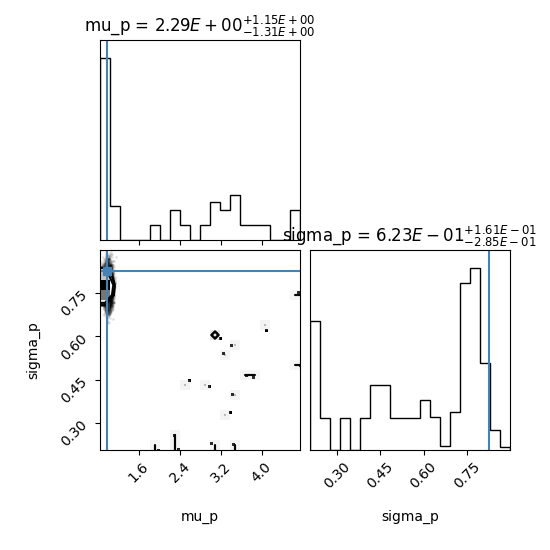 mu_p = 2.29E + 00+1.15E + 00 −1.31E + 00
sigma_p = 6.23E − 01+1.61E − 01 −2.85E − 01
sigma_p
0.75
0.60
0.45
0.30
1.6 2.4 3.2 4.0
0.30 0.45 0.60 0.75
mu_p
sigma_p